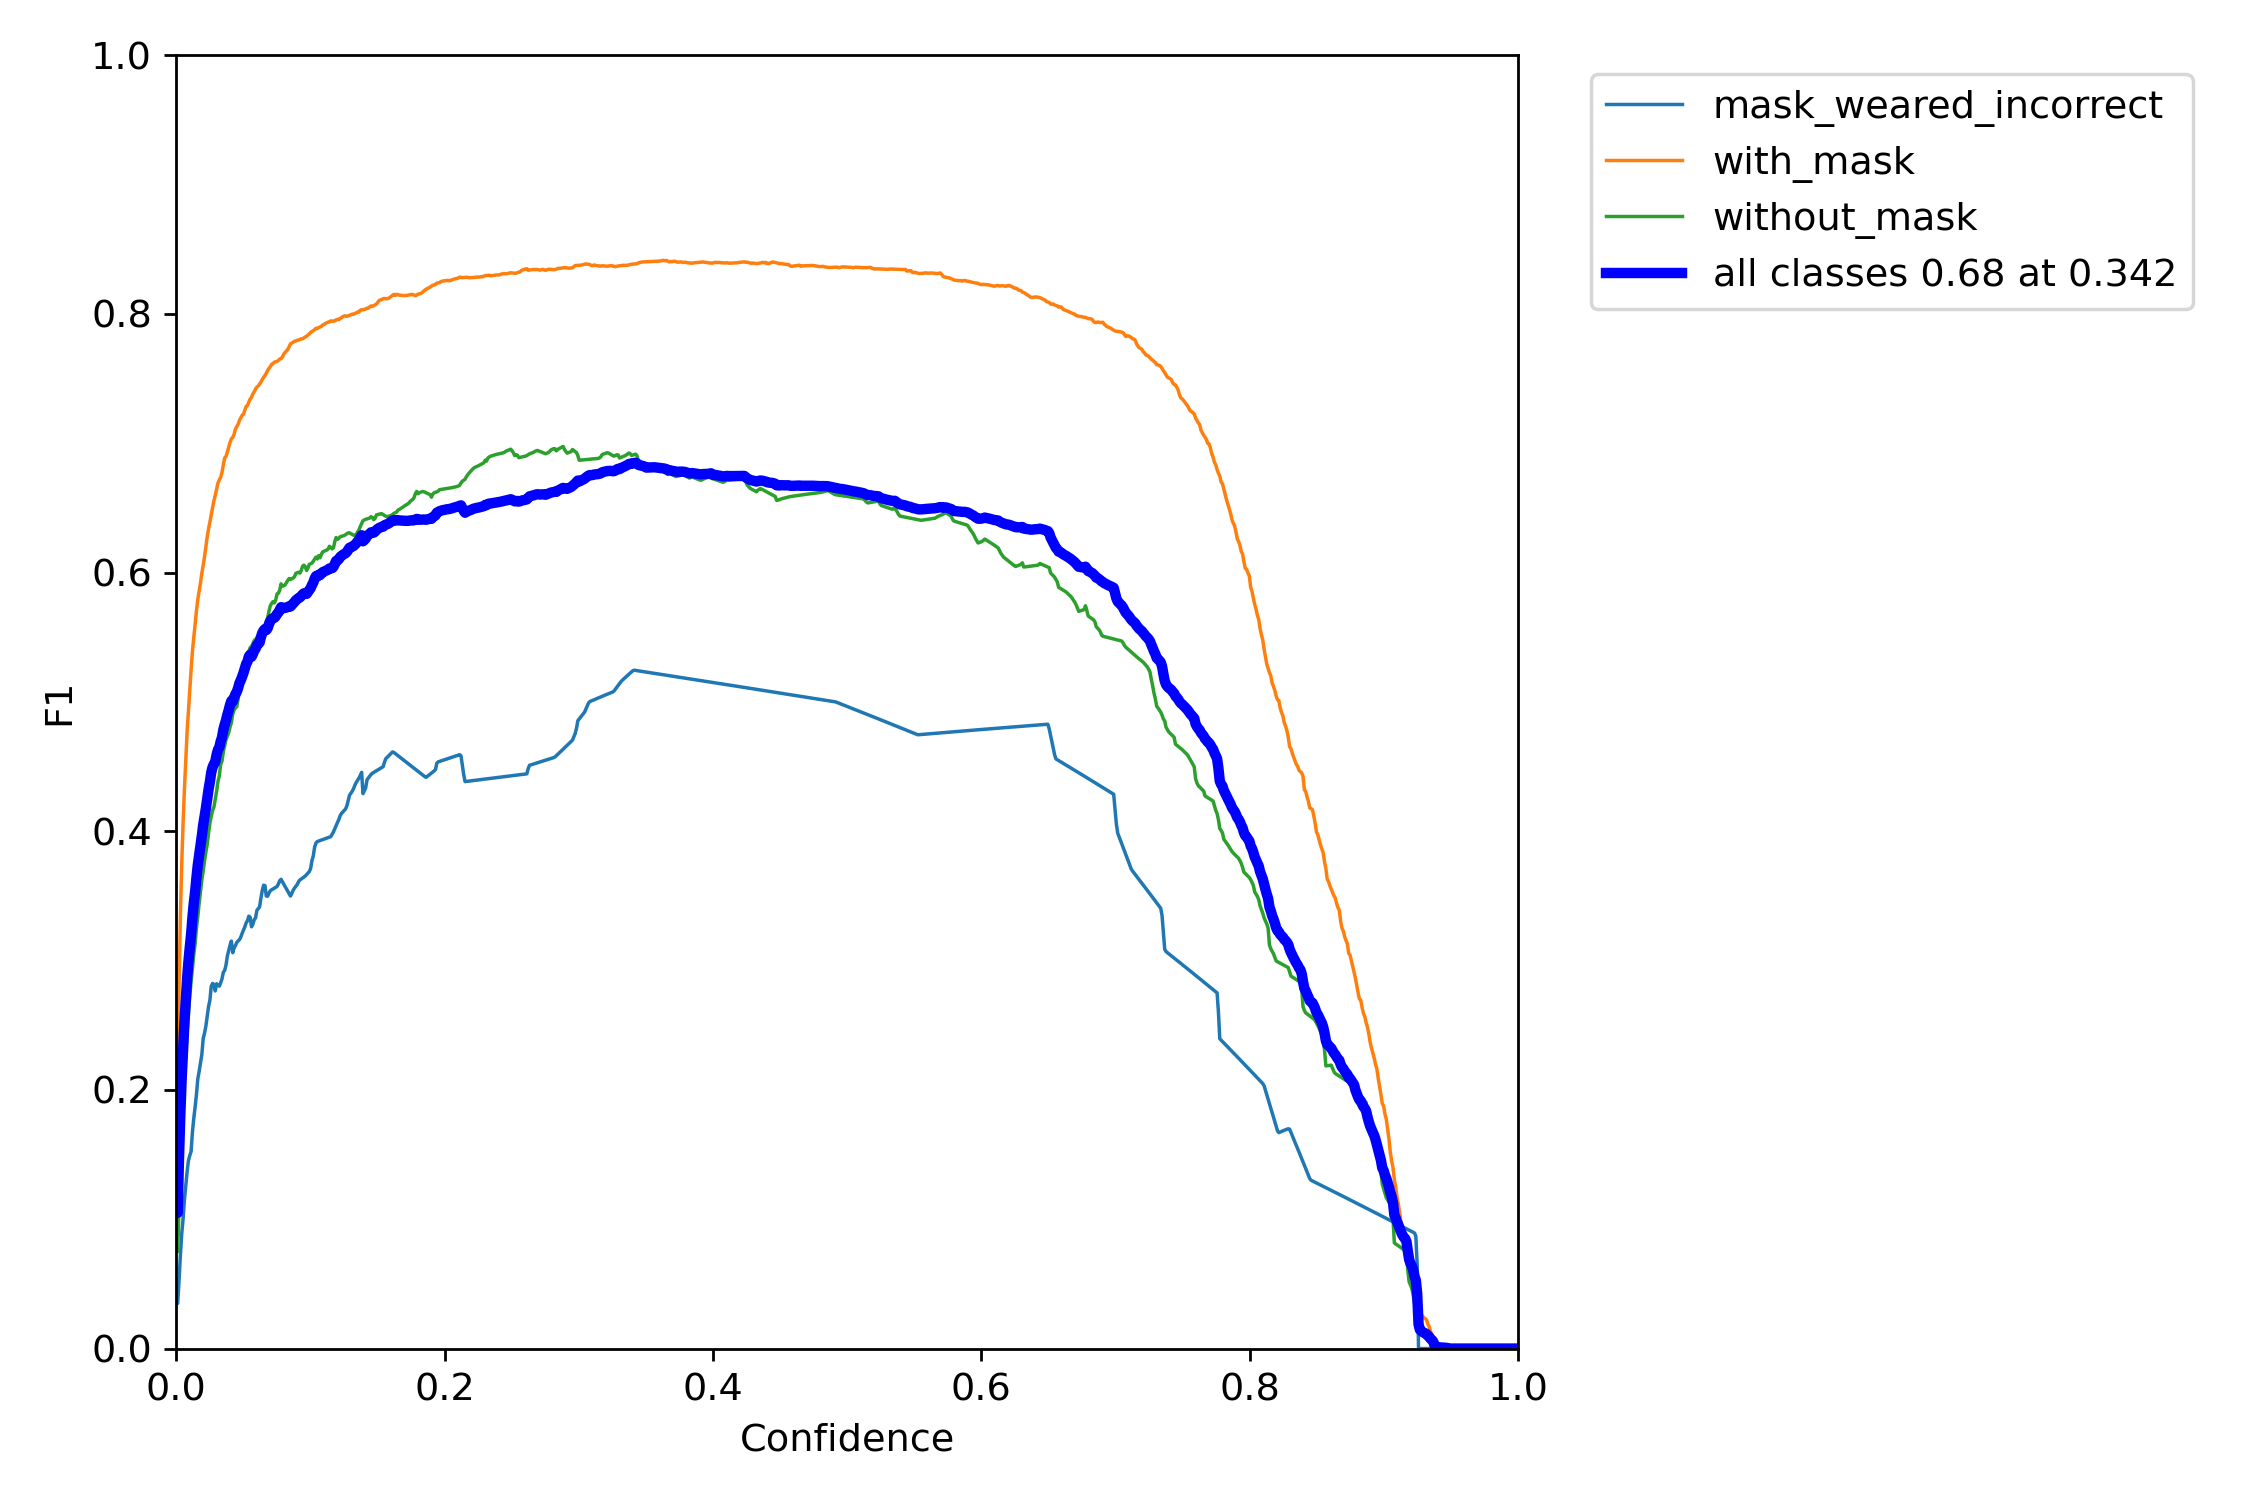 1.0
0.8
0.6
0.4
0.2
0.0
F1
0.0 0.2 0.4 0.6 0.8 1.0
Confidence
mask_weared_incorrect
with_mask
without_mask
all classes 0.68 at 0.342